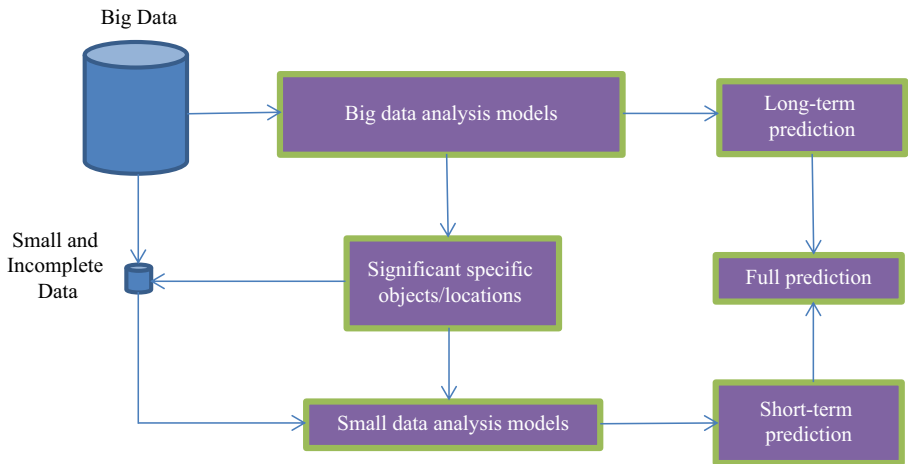 Big Data
Big data analysis models
Long-term
prediction
Small and
Incomplete
Data
Significant specific
objects/locations
Full prediction
Small data analysis models
Short-term
prediction